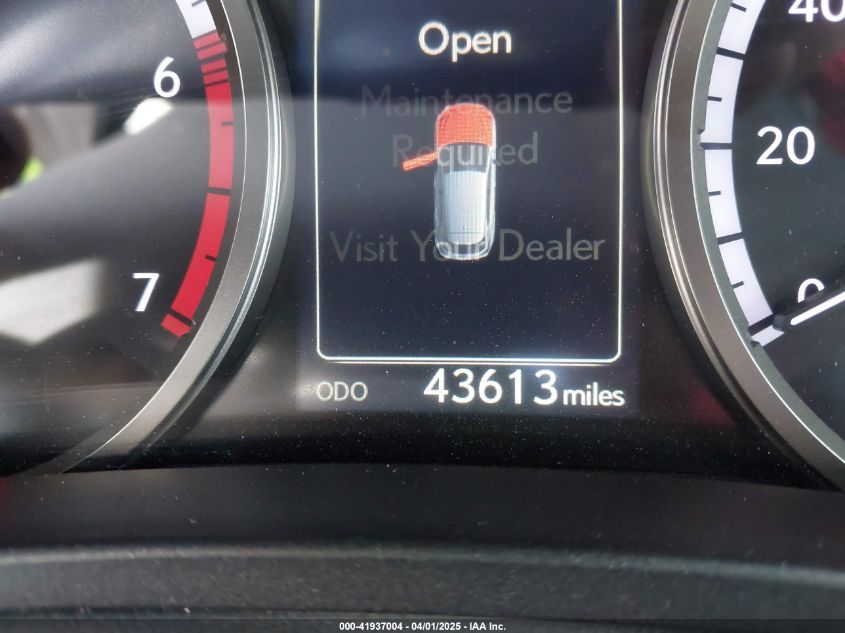 Open
Maintenance
Required
Visit Your Dealer
6
7
40
20
0
ODO 43613 miles
000-41937004 - 04/01/2025 - IAA Inc.